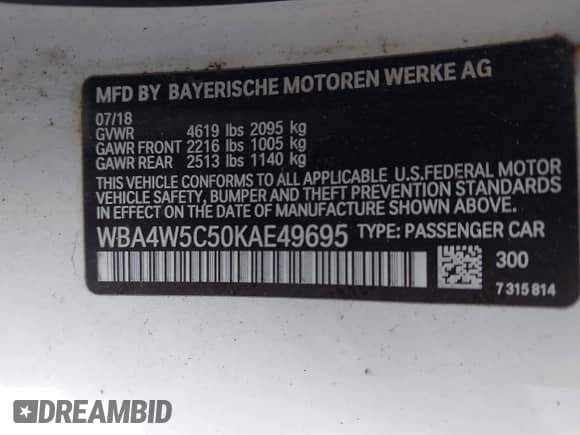 MFD BY BAYERISCHE MOTOREN WERKE AG
07/18
GVWR 4619 lbs 2095 kg
GAWR FRONT 2216 lbs 1005 kg
GAWR REAR 2513 lbs 1140 kg
THIS VEHICLE CONFORMS TO ALL APPLICABLE U.S.FEDERAL MOTOR
VEHICLE SAFETY, BUMPER AND THEFT PREVENTION STANDARDS
IN EFFECT ON THE DATE OF MANUFACTURE SHOWN ABOVE.
WBA4W5C50KAE49695 TYPE: PASSENGER CAR
300
7 315 814
DREAMBID